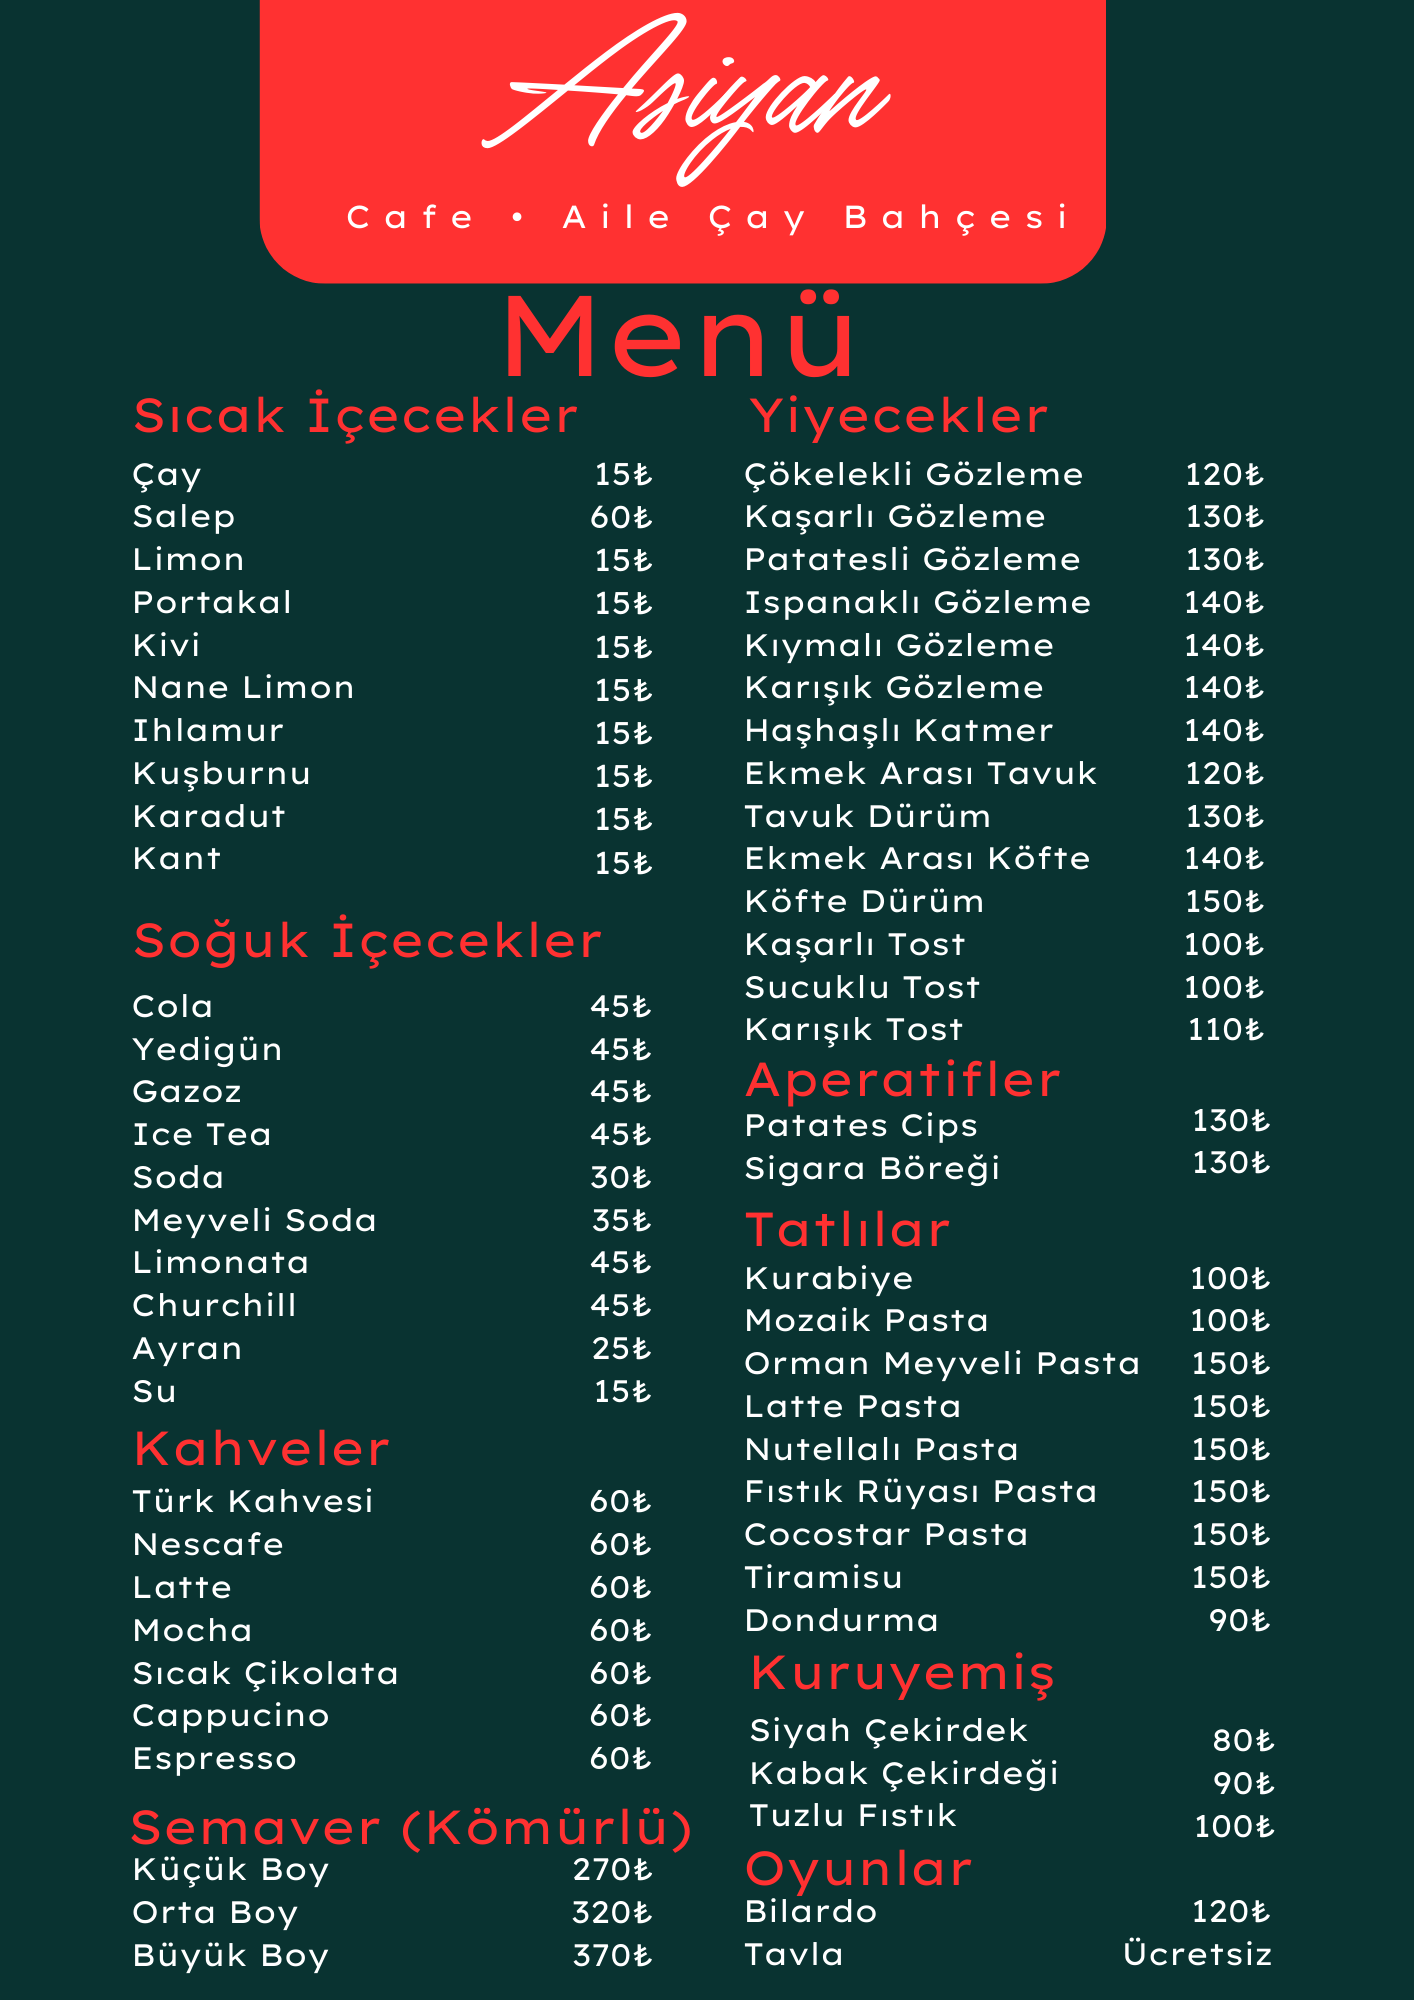 Asiyan
Cafe • Aile Çay Bahçesi
Menü
Sıcak İçecekler
Çay 15₺
Salep 60₺
Limon 15₺
Portakal 15₺
Kivi 15₺
Nane Limon 15₺
Ihlamur 15₺
Kuşburnu 15₺
Karadut 15₺
Kant 15₺
Soğuk İçecekler
Cola 45₺
Yedigün 45₺
Gazoz 45₺
Ice Tea 45₺
Soda 30₺
Meyveli Soda 35₺
Limonata 45₺
Churchill 45₺
Ayran 25₺
Su 15₺
Kahveler
Türk Kahvesi 60₺
Nescafe 60₺
Latte 60₺
Mocha 60₺
Sıcak Çikolata 60₺
Cappucino 60₺
Espresso 60₺
Semaver (Kömürlü)
Küçük Boy 270₺
Orta Boy 320₺
Büyük Boy 370₺
Yiyecekler
Çökelekli Gözleme 120₺
Kaşarlı Gözleme 130₺
Patatesli Gözleme 130₺
Ispanaklı Gözleme 140₺
Kıymalı Gözleme 140₺
Karışık Gözleme 140₺
Haşhaşlı Katmer 140₺
Ekmek Arası Tavuk 120₺
Tavuk Dürüm 130₺
Ekmek Arası Köfte 140₺
Köfte Dürüm 150₺
Kaşarlı Tost 100₺
Sucuklu Tost 100₺
Karışık Tost 110₺
Aperatifler
Patates Cips 130₺
Sigara Böreği 130₺
Tatlılar
Kurabiye 100₺
Mozaik Pasta 100₺
Orman Meyveli Pasta 150₺
Latte Pasta 150₺
Nutellalı Pasta 150₺
Fıstık Rüyası Pasta 150₺
Cocostar Pasta 150₺
Tiramisu 150₺
Dondurma 90₺
Kuruyemiş
Siyah Çekirdek 80₺
Kabak Çekirdeği 90₺
Tuzlu Fıstık 100₺
Oyunlar
Bilardo 120₺
Tavla Ücretsiz